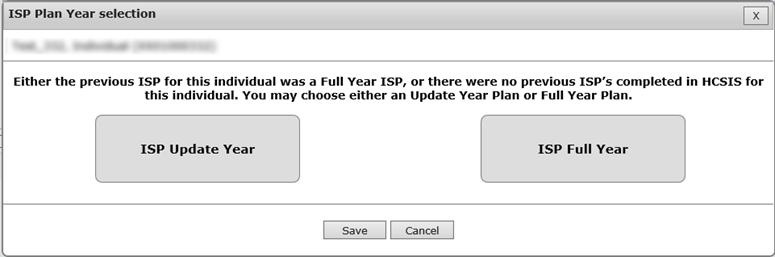 ISP Plan Year selection
X
Either the previous ISP for this individual was a Full Year ISP, or there were no previous ISP's completed in HCSIS for
this individual. You may choose either an Update Year Plan or Full Year Plan.
ISP Update Year
ISP Full Year
Save
Cancel